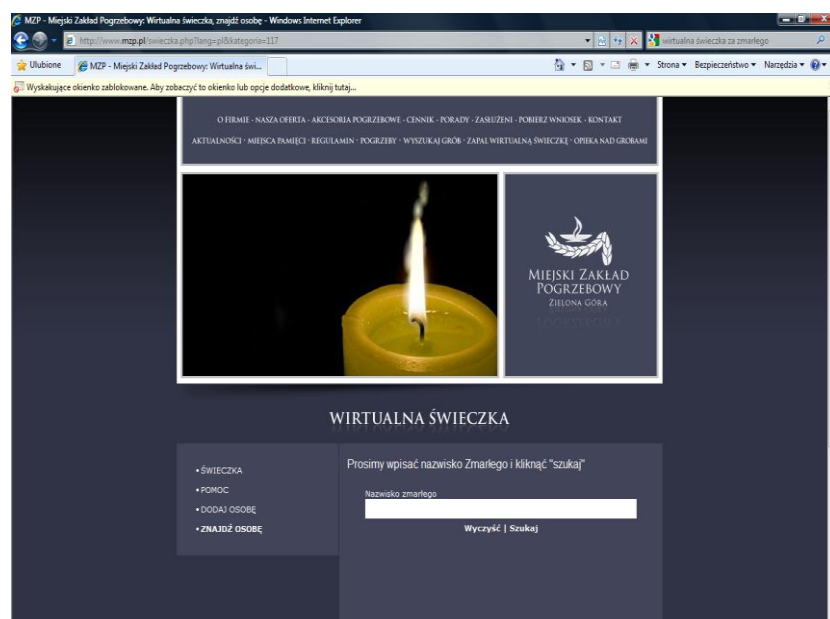 MZP - Miejski Zakład Pogrzebowy: Wirtualna świeczka, znajdź osobę - Windows Internet Explorer
http://www.mzp.pl/swieczka.php?lang=pl&kategoria=117
wirtualna świeczka za zmarłego
Ulubione
MZP - Miejski Zakład Pogrzebowy: Wirtualna świ...
Strona
Bezpieczeństwo
Narzędzia
Wyskakujące okienko zablokowane. Aby zobaczyć to okienko lub opcje dodatkowe, kliknij tutaj...
O FIRMIE - NASZA OFERTA - AKCESORIA POGRZEBOWE - CENNIK - PORADY - ZASŁUŻENI - POBIERZ WNIOSEK - KONTAKT
AKTUALNOŚCI · MIEJSCA PAMIĘCI · REGULAMIN · POGRZEBY · WYSZUKAJ GRÓB · ZAPAL WIRTUALNĄ ŚWIECZKĘ · OPIEKA NAD GROBAMI
MIEJSKI ZAKŁAD
POGRZEBOWY
ZIELONA GÓRA
WIRTUALNA ŚWIECZKA
• ŚWIECZKA
• POMOC
• DODAJ OSOBĘ
• ZNAJDŹ OSOBĘ
Prosimy wpisać nazwisko Zmarłego i kliknąć "szukaj"
Nazwisko zmarłego
Wyczyść | Szukaj